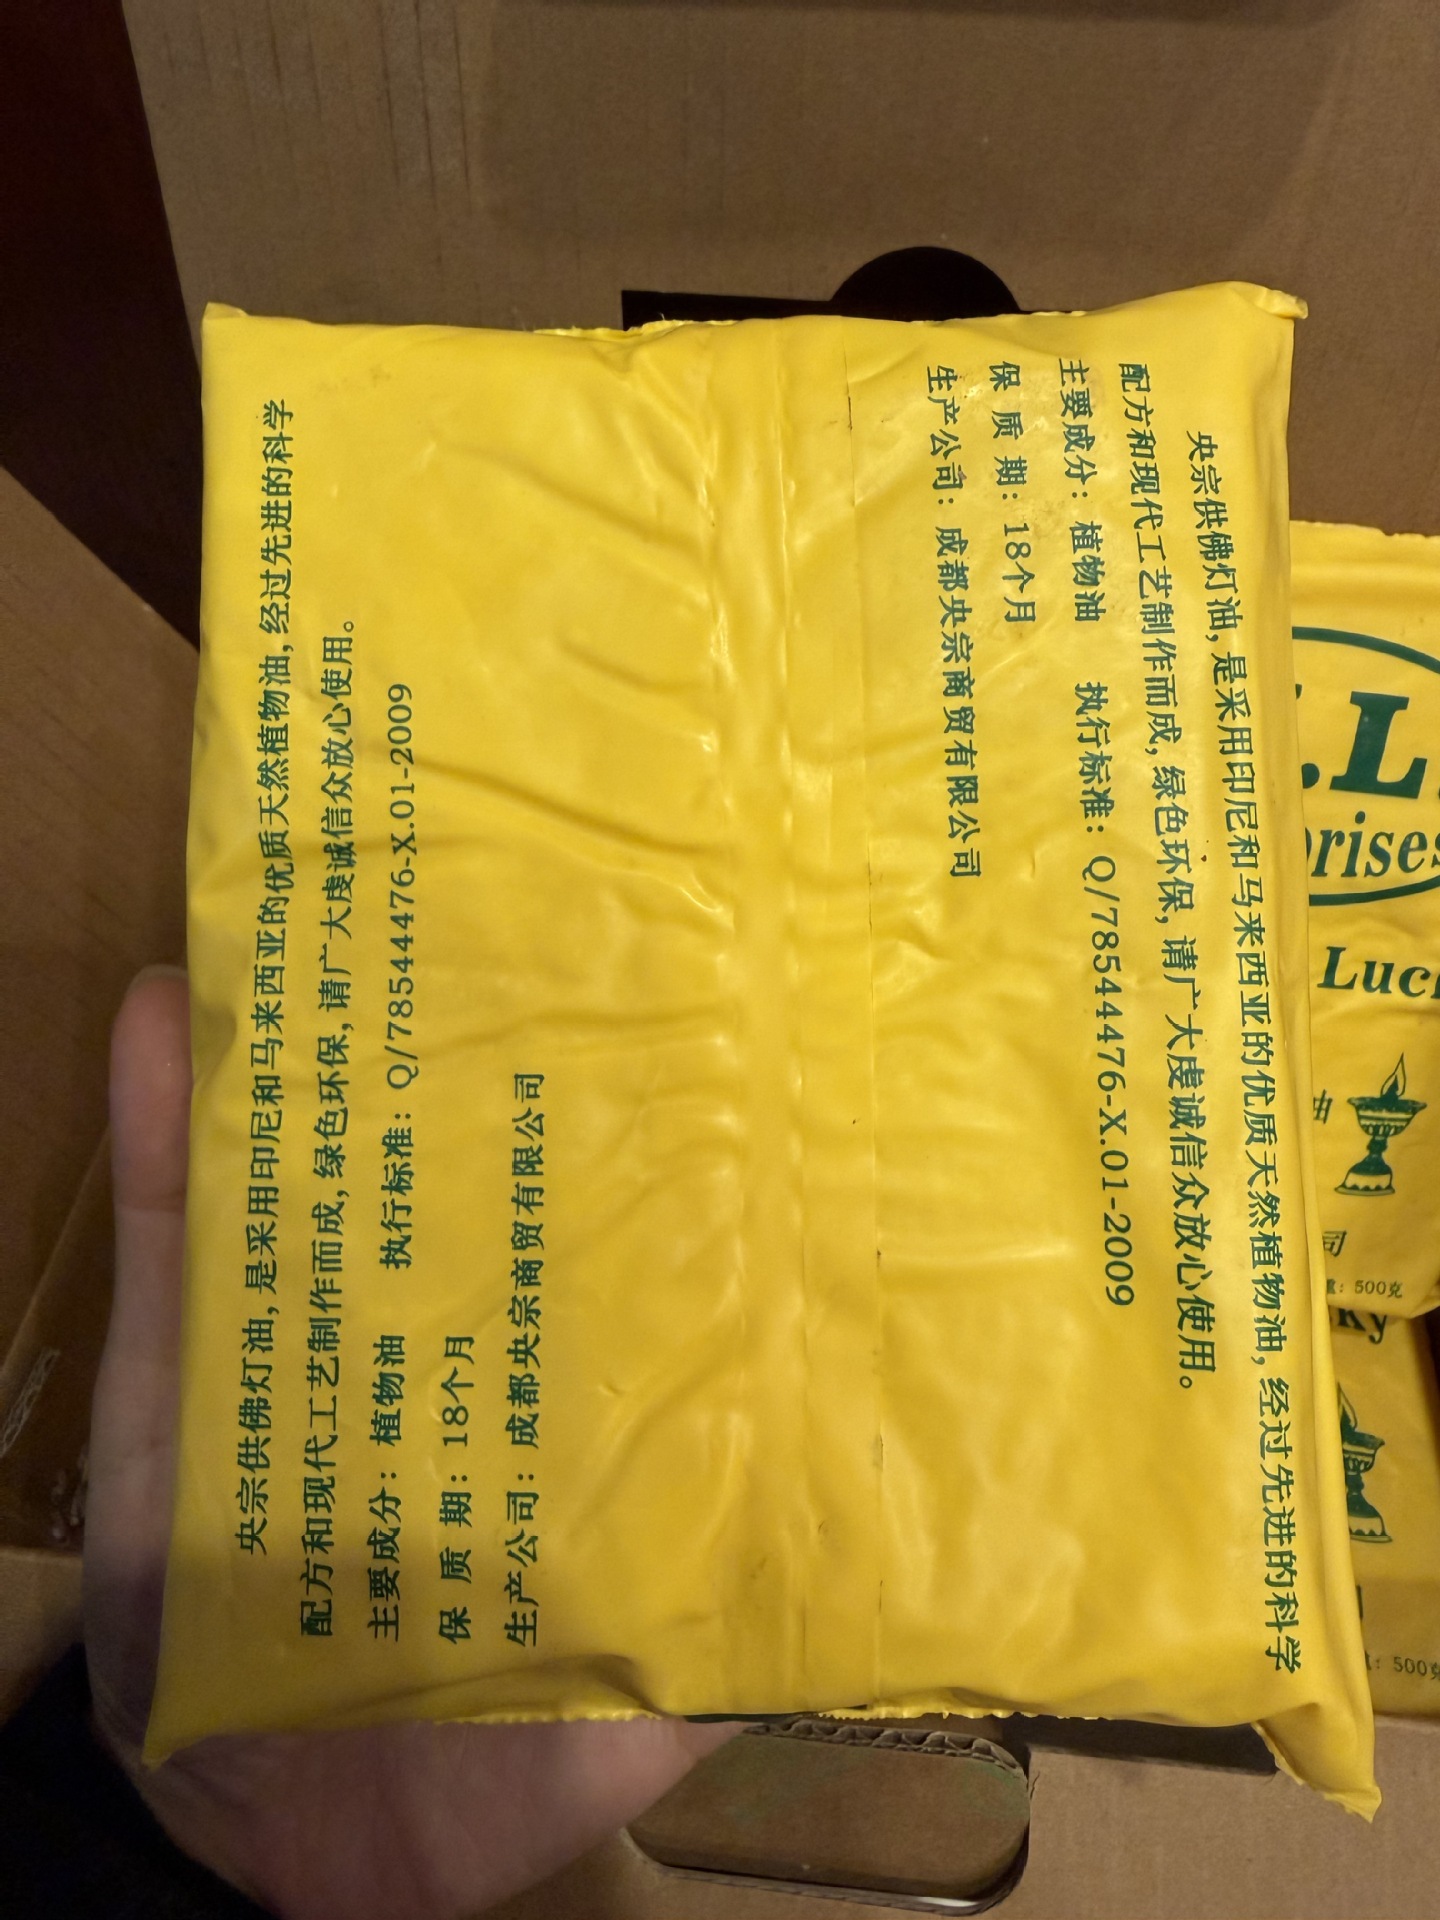 央宗供佛灯油,是采用印尼和马来西亚的优质天然植物油,经过先进的科学
配方和现代工艺制作而成,绿色环保,请广大虔诚信众放心使用。
主要成分：植物油 执行标准：Q/78544476-X.01-2009
保质期：18个月
生产公司：成都央宗商贸有限公司
央宗供佛灯油,是采用印尼和马来西亚的优质天然植物油,经过先进的科学
配方和现代工艺制作而成,绿色环保,请广大虔诚信众放心使用。
主要成分：植物油 执行标准：Q/78544476-X.01-2009
保质期：18个月
生产公司：成都央宗商贸有限公司
.L.
prises
Luc
司
：500克
ky
：500克